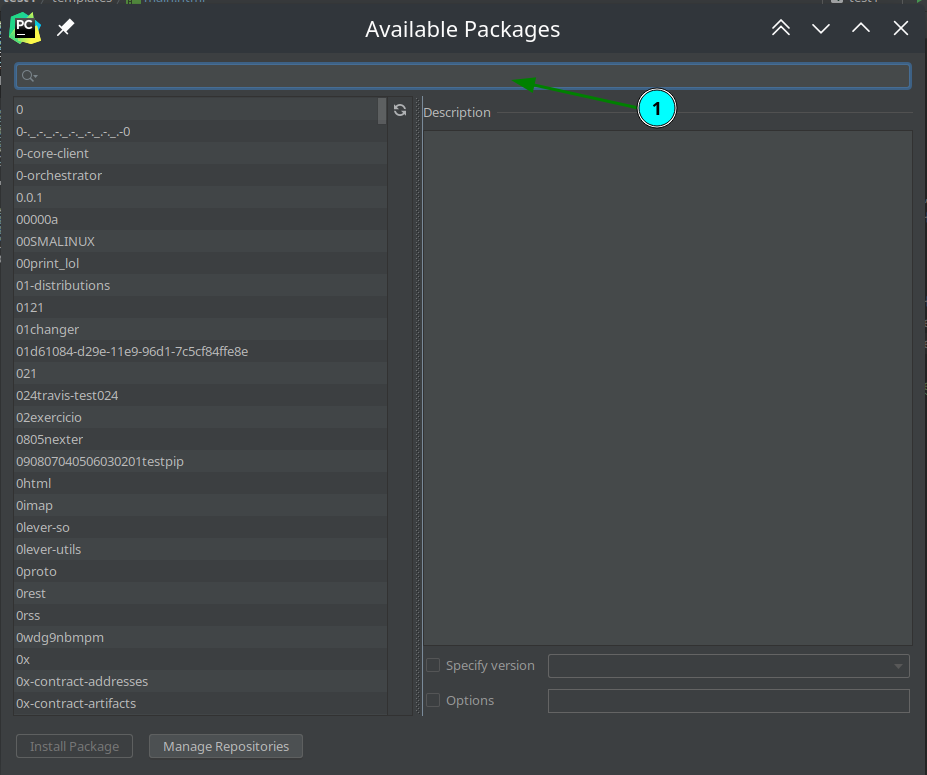 PC
Available Packages
1
0
Description
0-._.-._.-._.-._.-._.-._.-0
0-core-client
0-orchestrator
0.0.1
00000a
00SMALINUX
00print_lol
01-distributions
0121
01changer
01d61084-d29e-11e9-96d1-7c5cf84ffe8e
021
024travis-test024
02exercicio
0805nexter
090807040506030201testpip
0html
0imap
0lever-so
0lever-utils
0proto
0rest
0rss
0wdg9nbmpm
0x
0x-contract-addresses
0x-contract-artifacts
Specify version
Options
Install Package
Manage Repositories